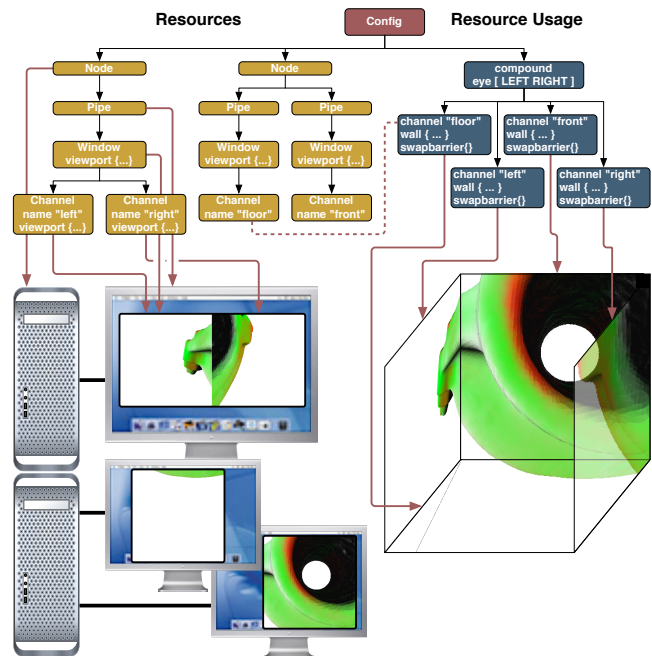 Resources
Config
Resource Usage
Node
Node
compound
eye [ LEFT RIGHT ]
Pipe
Pipe
Pipe
channel "floor"
wall { ... }
swapbarrier{}
channel "front"
wall { ... }
swapbarrier{}
Window
viewport {...}
Window
viewport {...}
Window
viewport {...}
channel "left"
wall { ... }
swapbarrier{}
channel "right"
wall { ... }
swapbarrier{}
Channel
name "left"
viewport {...}
Channel
name "right"
viewport {...}
Channel
name "floor"
Channel
name "front"